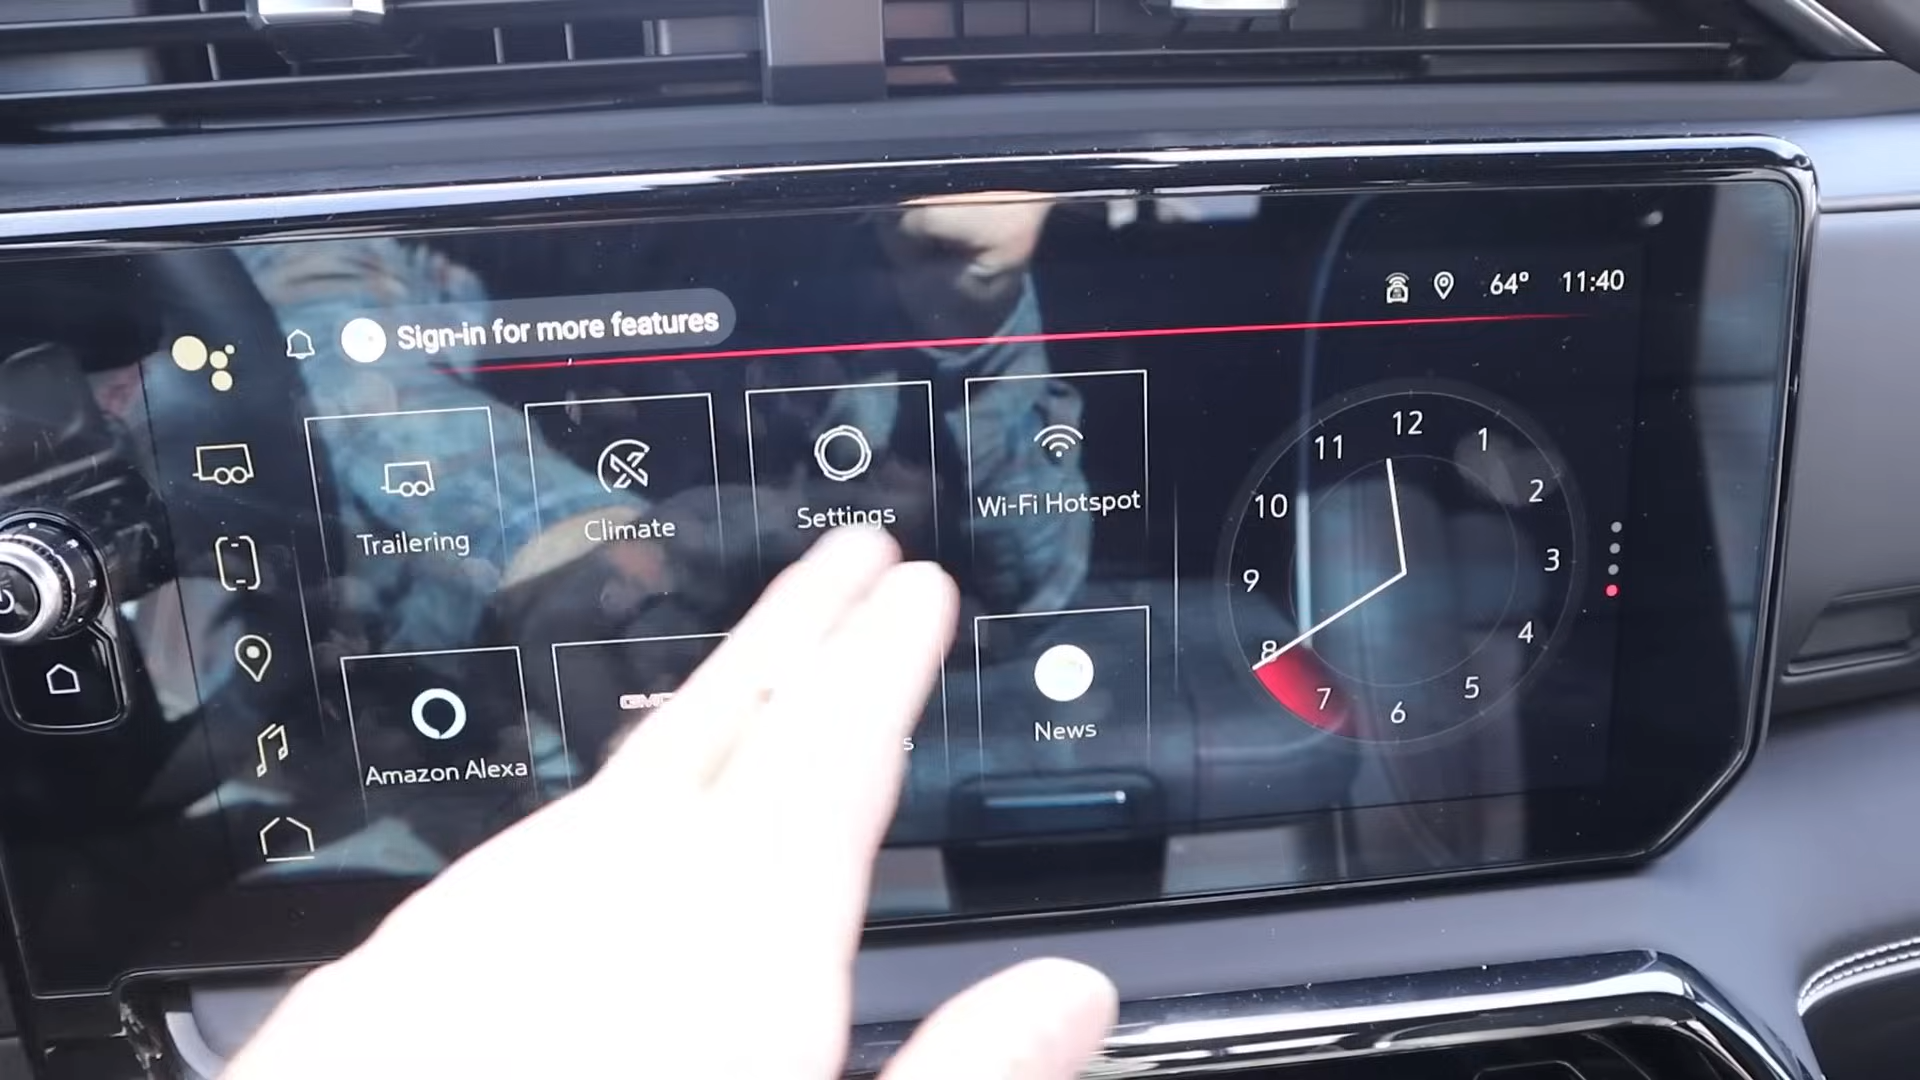 64° 11:40
Sign-in for more features
Trailering
Climate
Settings
Wi-Fi Hotspot
Amazon Alexa
GMC
s
News
12
1
2
3
4
5
6
7
8
9
10
11